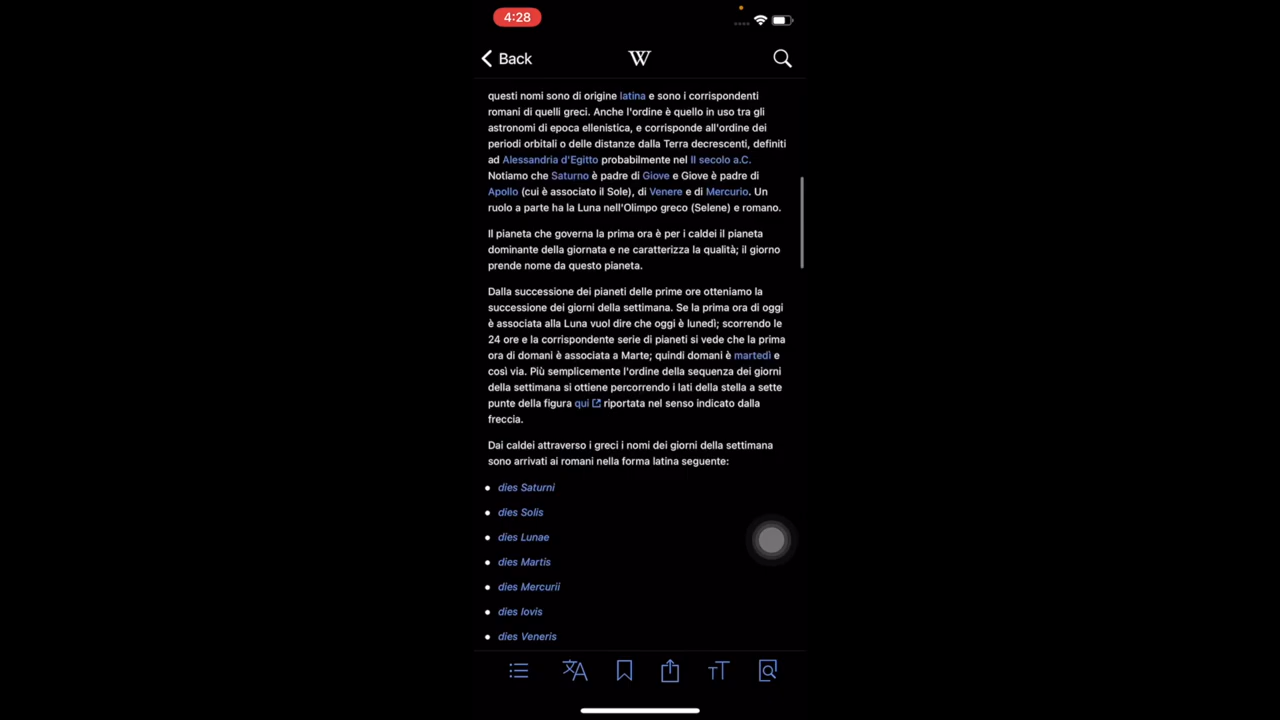 4:28
Back
W
questi nomi sono di origine latina e sono i corrispondenti
romani di quelli greci. Anche l'ordine è quello in uso tra gli
astronomi di epoca ellenistica, e corrisponde all'ordine dei
periodi orbitali o delle distanze dalla Terra decrescenti, definiti
ad Alessandria d'Egitto probabilmente nel II secolo a.C.
Notiamo che Saturno è padre di Giove e Giove è padre di
Apollo (cui è associato il Sole), di Venere e di Mercurio. Un
ruolo a parte ha la Luna nell'Olimpo greco (Selene) e romano.
Il pianeta che governa la prima ora è per i caldei il pianeta
dominante della giornata e ne caratterizza la qualità; il giorno
prende nome da questo pianeta.
Dalla successione dei pianeti delle prime ore otteniamo la
successione dei giorni della settimana. Se la prima ora di oggi
è associata alla Luna vuol dire che oggi è lunedì; scorrendo le
24 ore e la corrispondente serie di pianeti si vede che la prima
ora di domani è associata a Marte; quindi domani è martedì e
così via. Più semplicemente l'ordine della sequenza dei giorni
della settimana si ottiene percorrendo i lati della stella a sette
punte della figura qui riportata nel senso indicato dalla
freccia.
Dai caldei attraverso i greci i nomi dei giorni della settimana
sono arrivati ai romani nella forma latina seguente:
dies Saturni
dies Solis
dies Lunae
dies Martis
dies Mercurii
dies Iovis
dies Veneris